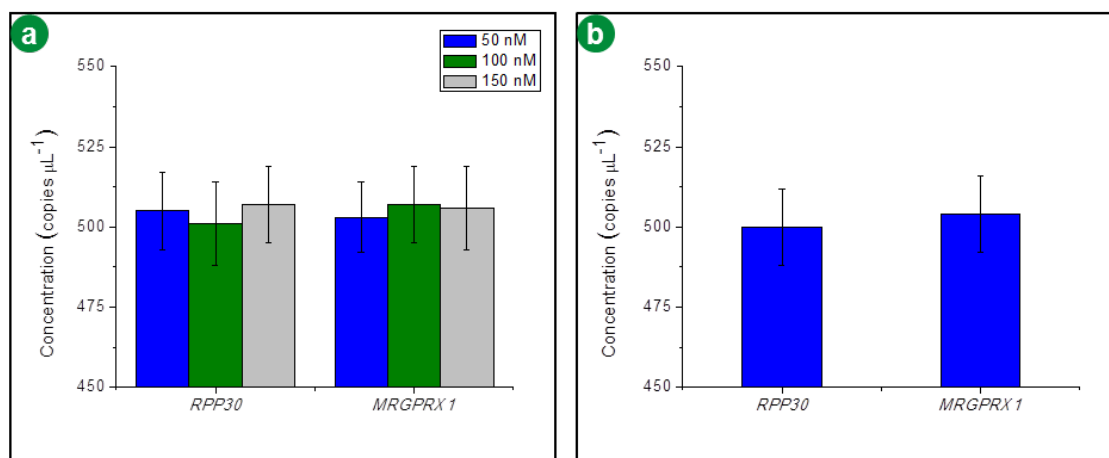 a
50 nM
100 nM
150 nM
Concentration (copies µL⁻¹)
550
525
500
475
450
RPP30
MRGPRX1
b
Concentration (copies µL⁻¹)
550
525
500
475
450
RPP30
MRGPRX1